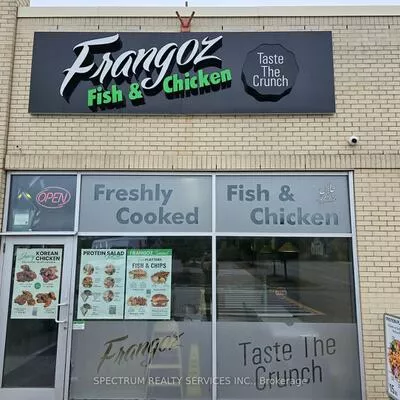 Frangoz
Fish & Chicken
Taste
The
Crunch
OPEN
Freshly
Cooked
Fish &
Chicken
KOREAN
CHICKEN
PROTEIN SALAD
FRANGOZ
PLATTERS
FISH & CHIPS
Frangoz
Taste The
Crunch
SPECTRUM REALTY SERVICES INC., Brokerage